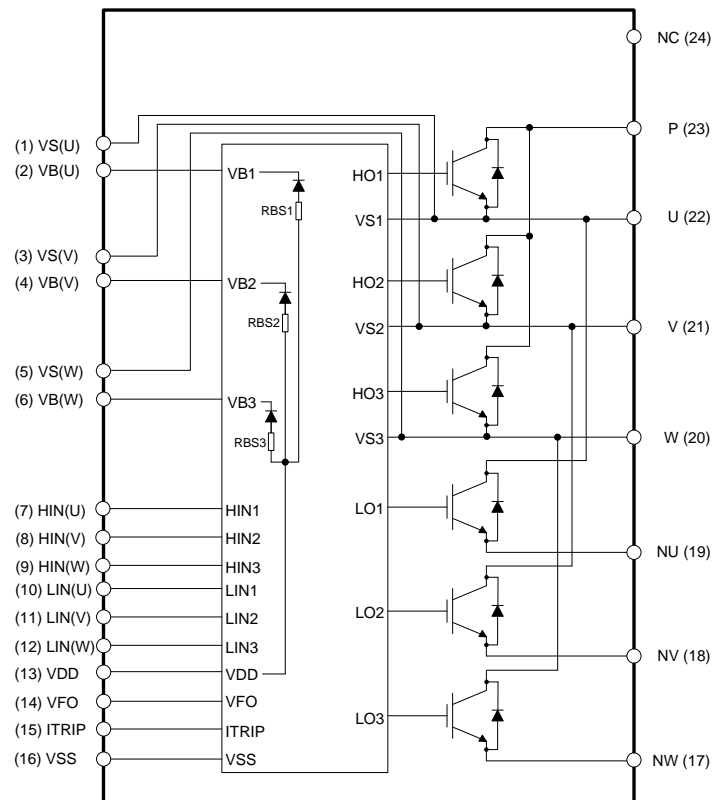 NC (24)
P (23)
(1) VS(U)
(2) VB(U)
VB1
HO1
RBS1
VS1
U (22)
(3) VS(V)
(4) VB(V)
VB2
HO2
RBS2
VS2
V (21)
(5) VS(W)
(6) VB(W)
VB3
HO3
RBS3
VS3
W (20)
(7) HIN(U)
HIN1
LO1
(8) HIN(V)
HIN2
NU (19)
(9) HIN(W)
HIN3
(10) LIN(U)
LIN1
(11) LIN(V)
LIN2
LO2
(12) LIN(W)
LIN3
NV (18)
(13) VDD
VDD
(14) VFO
VFO
LO3
(15) ITRIP
ITRIP
(16) VSS
VSS
NW (17)